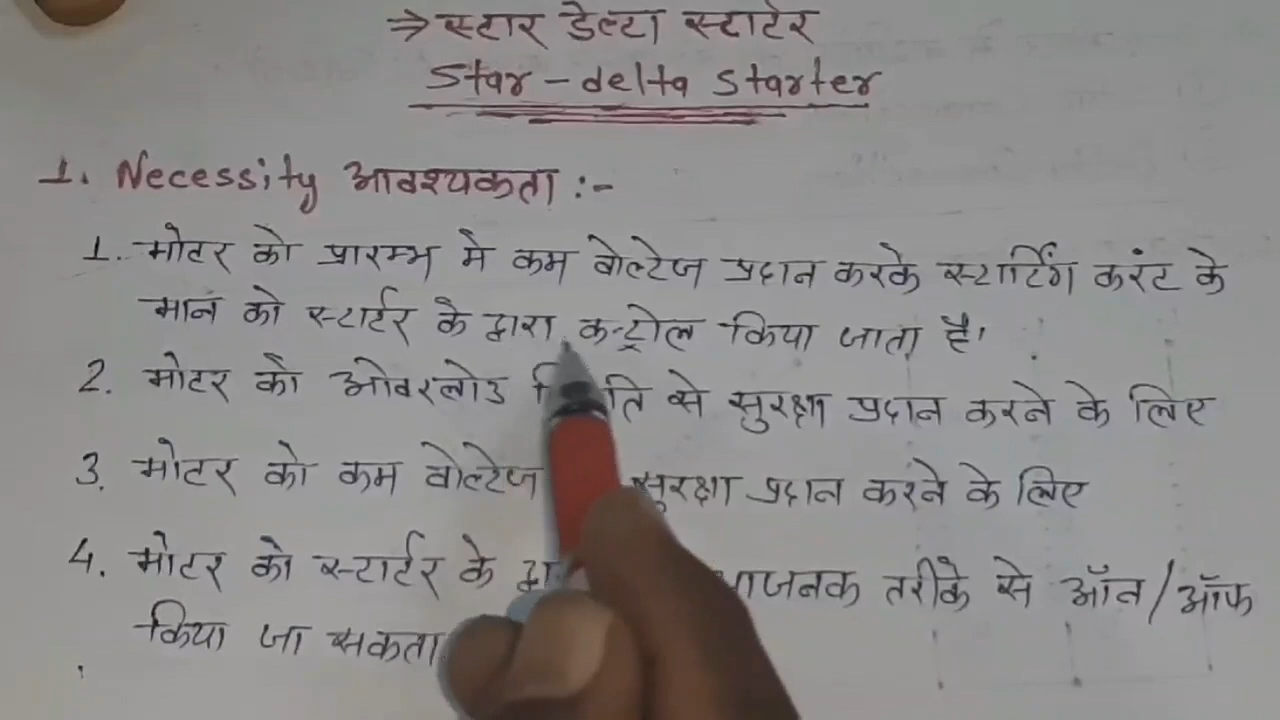 ⇒ स्टार डेल्टा स्टार्टर
Star-delta starter
1. Necessity आवश्यकता :-
1. मोटर को प्रारम्भ मे कम वोल्टेज प्रदान करके स्टार्टिंग करंट के
मान को स्टार्टर के द्वारा कन्ट्रोल किया जाता है।
2. मोटर को ओवरलोड से सुरक्षा प्रदान करने के लिए
3. मोटर को कम वोल्टेज सुरक्षा प्रदान करने के लिए
4. मोटर को स्टार्टर के तरीके से ऑन/ऑफ
किया जा सकता